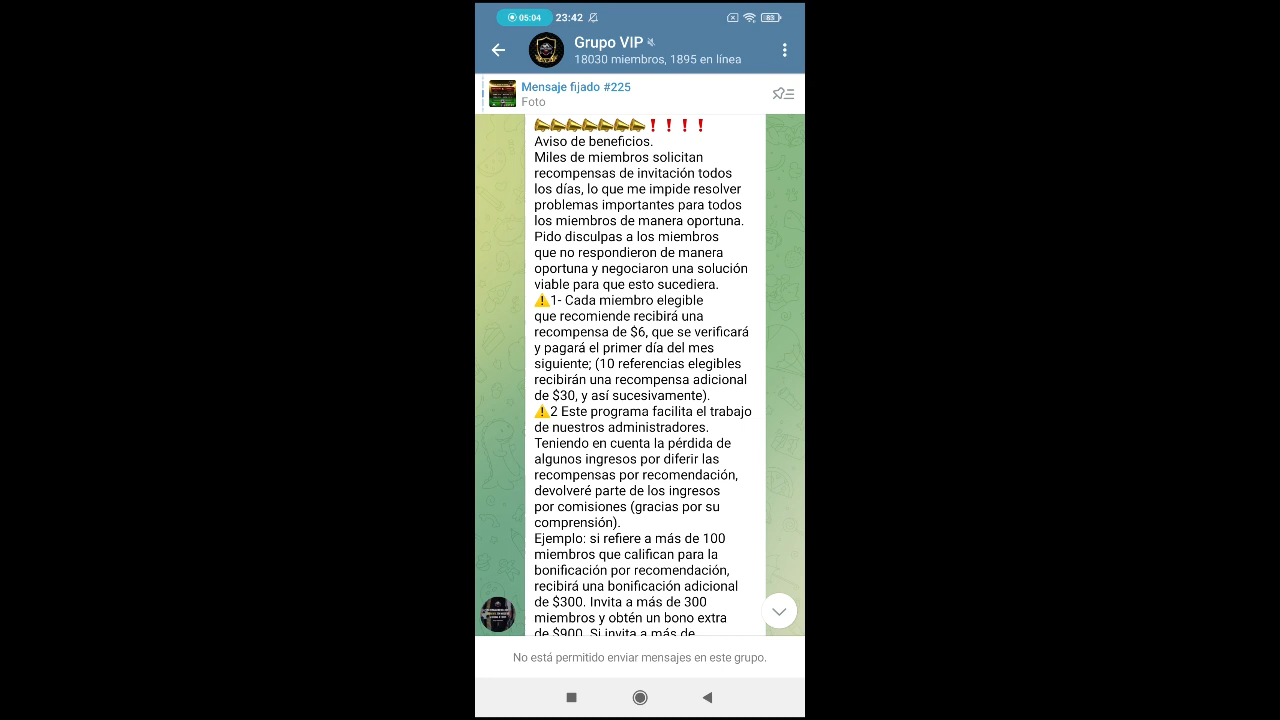 05:04 23:42 83
Grupo VIP
18030 miembros, 1895 en línea
Mensaje fijado #225
Foto
Aviso de beneficios.
Miles de miembros solicitan
recompensas de invitación todos
los días, lo que me impide resolver
problemas importantes para todos
los miembros de manera oportuna.
Pido disculpas a los miembros
que no respondieron de manera
oportuna y negociaron una solución
viable para que esto sucediera.
⚠️1- Cada miembro elegible
que recomiende recibirá una
recompensa de $6, que se verificará
y pagará el primer día del mes
siguiente; (10 referencias elegibles
recibirán una recompensa adicional
de $30, y así sucesivamente).
⚠️2 Este programa facilita el trabajo
de nuestros administradores.
Teniendo en cuenta la pérdida de
algunos ingresos por diferir las
recompensas por recomendación,
devolveré parte de los ingresos
por comisiones (gracias por su
comprensión).
Ejemplo: si refiere a más de 100
miembros que califican para la
bonificación por recomendación,
recibirá una bonificación adicional
de $300. Invita a más de 300
miembros y obtén un bono extra
de $900. Si invita a más de
No está permitido enviar mensajes en este grupo.